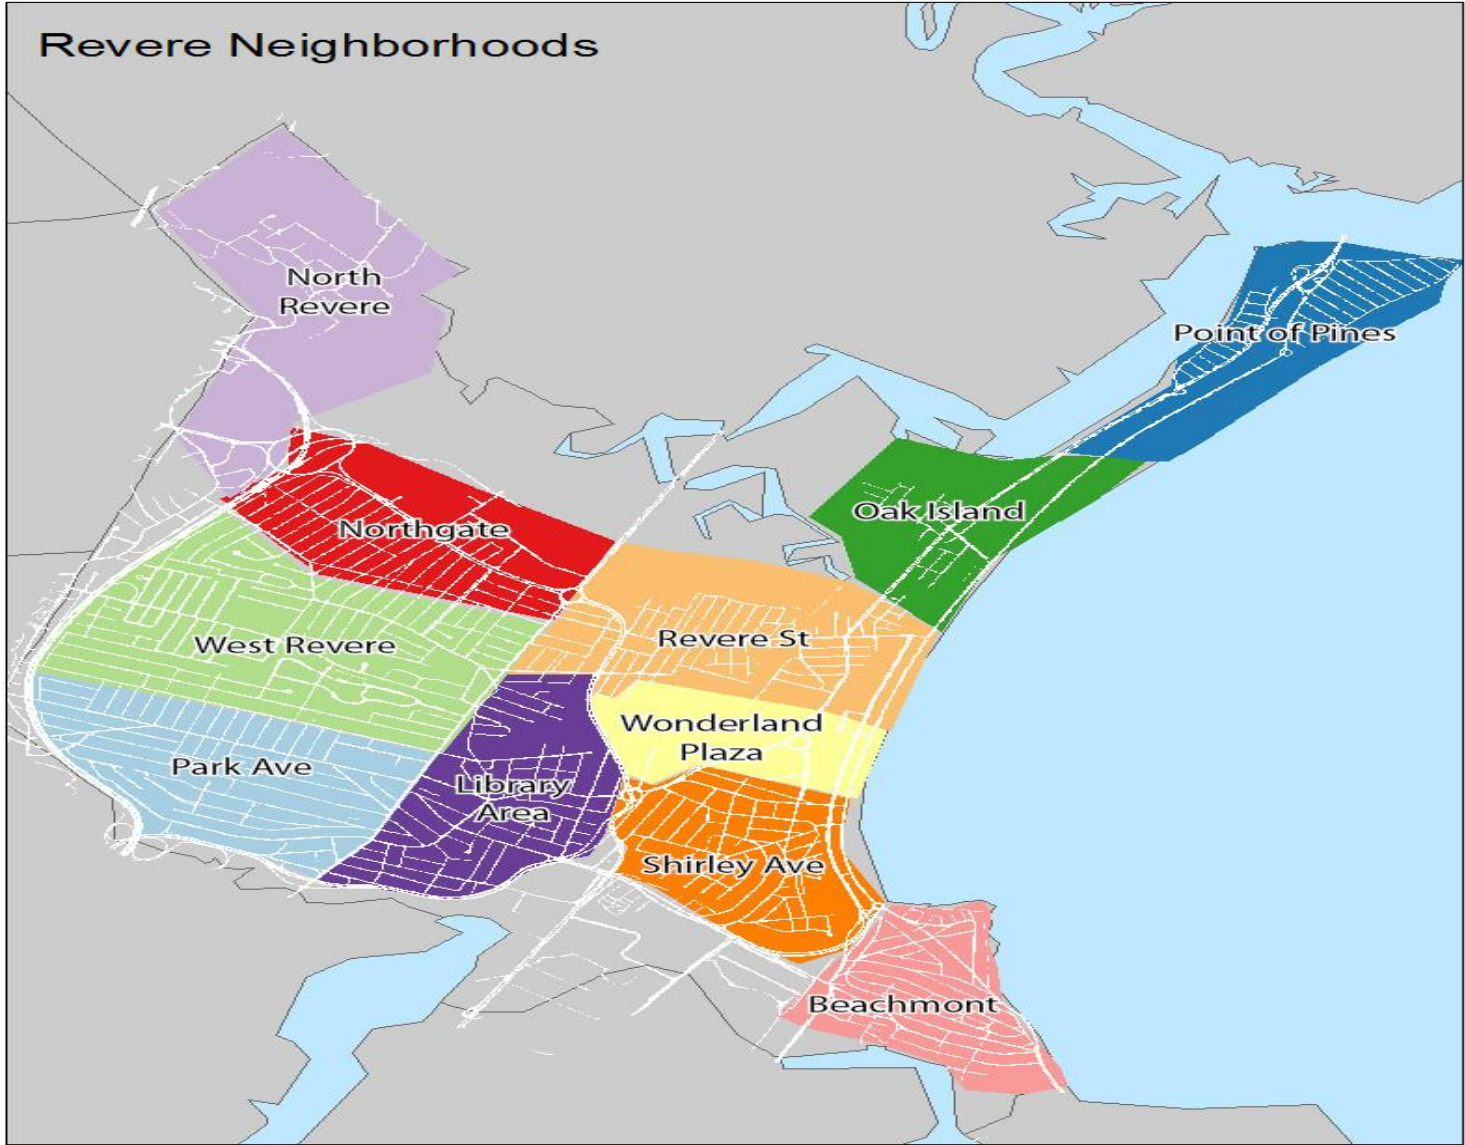 Revere Neighborhoods
North
Revere
Point of Pines
Oak Island
Northgate
Revere St
West Revere
Wonderland
Plaza
Park Ave
Library
Area
Shirley Ave
Beachmont